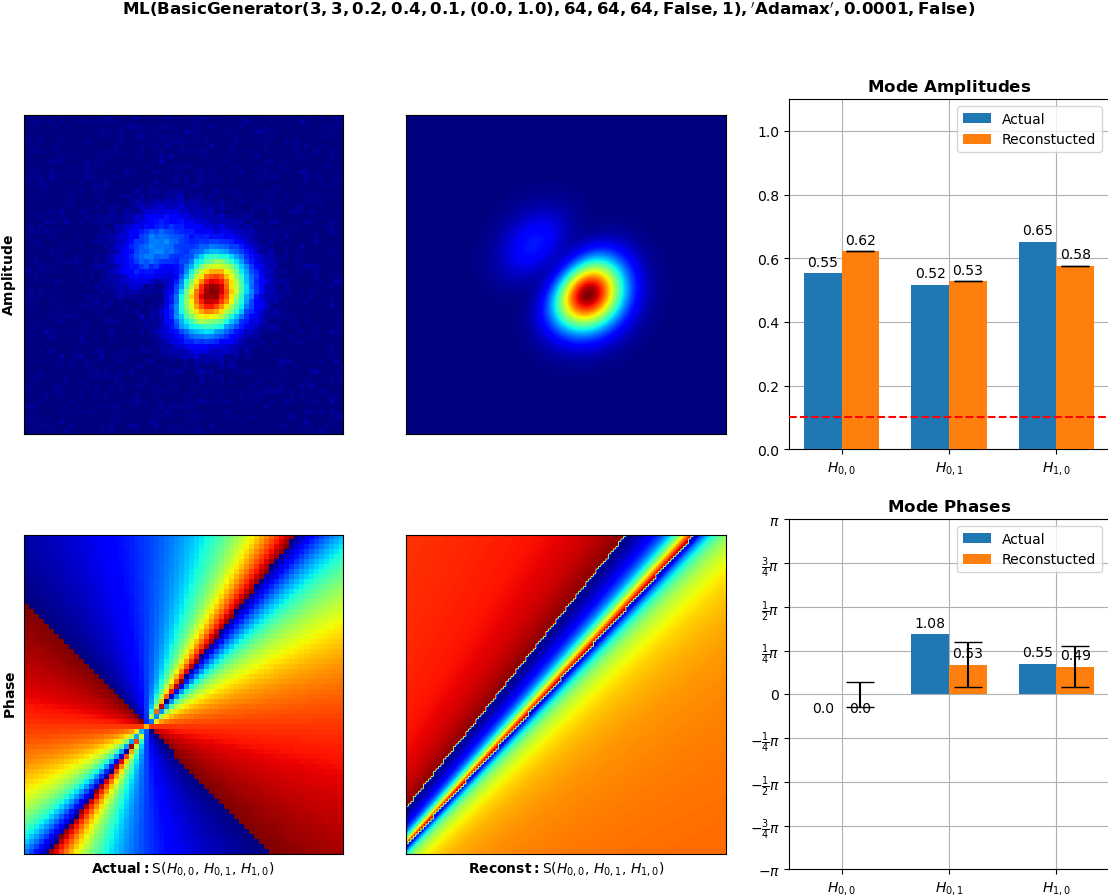 ML(BasicGenerator(3, 3, 0.2, 0.4, 0.1, (0.0, 1.0), 64, 64, 64, False, 1), 'Adamax', 0.0001, False)
Amplitude
Mode Amplitudes
Actual
Reconstucted
1.0
0.8
0.6
0.4
0.2
0.0
0.55
0.62
0.52
0.53
0.65
0.58
H0,0
H0,1
H1,0
Phase
Actual: S(H0,0, H0,1, H1,0)
Reconst: S(H0,0, H0,1, H1,0)
Mode Phases
Actual
Reconstucted
π
3/4π
1/2π
1/4π
0
−1/4π
−1/2π
−3/4π
−π
0.0
0.0
1.08
0.53
0.55
0.49
H0,0
H0,1
H1,0